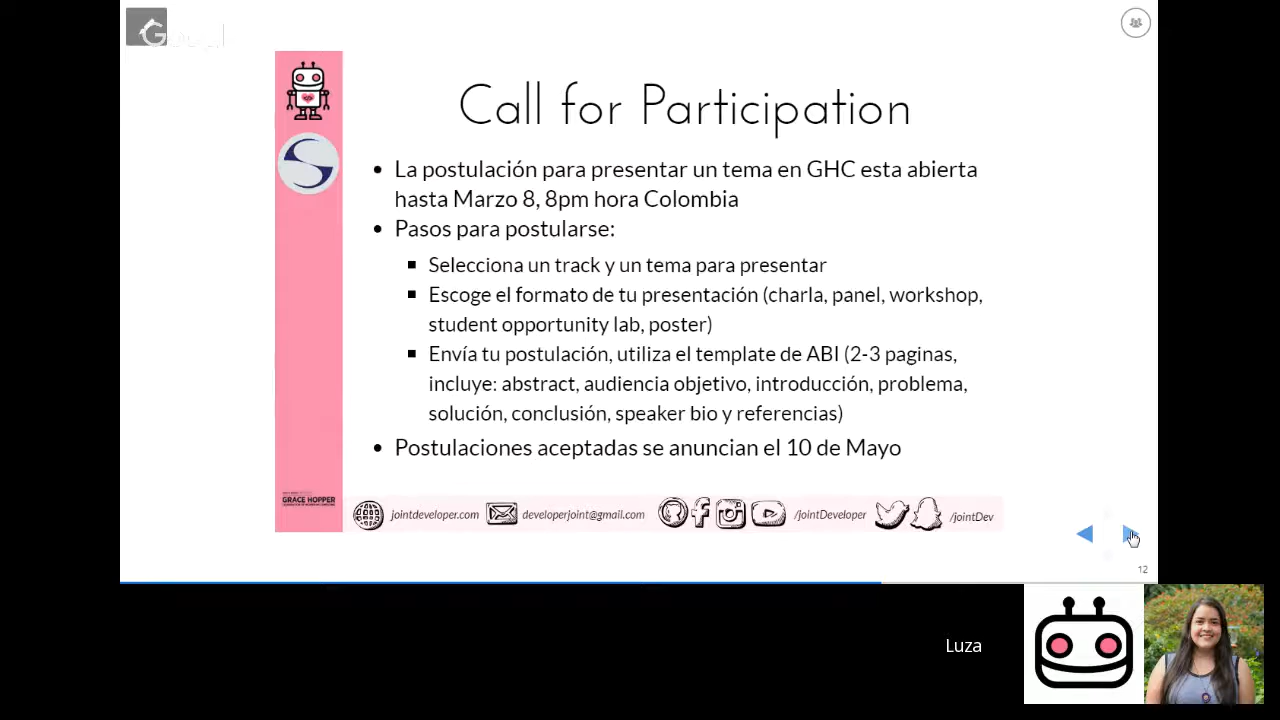 Call for Participation
La postulación para presentar un tema en GHC esta abierta
hasta Marzo 8, 8pm hora Colombia
Pasos para postularse:
Selecciona un track y un tema para presentar
Escoge el formato de tu presentación (charla, panel, workshop,
student opportunity lab, poster)
Envía tu postulación, utiliza el template de ABI (2-3 paginas,
incluye: abstract, audiencia objetivo, introducción, problema,
solución, conclusión, speaker bio y referencias)
Postulaciones aceptadas se anuncian el 10 de Mayo
GRACE HOPPER
jointdeveloper.com
developerjoint@gmail.com
/jointDeveloper
/jointDev
12
Luza